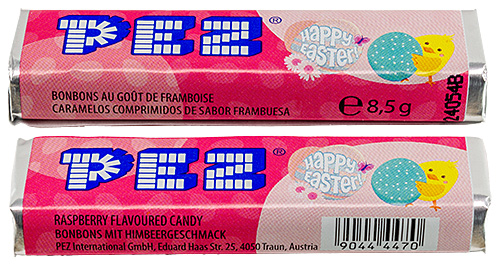 PEZ®
HAPPY
EASTER!
BONBONS AU GOÛT DE FRAMBOISE
CARAMELOS COMPRIMIDOS DE SABOR FRAMBUESA
℮ 8,5g
24054B
PEZ®
HAPPY
EASTER!
RASPBERRY FLAVOURED CANDY
BONBONS MIT HIMBEERGESCHMACK
PEZ International GmbH, Eduard Haas Str. 25, 4050 Traun, Austria
9044 4470